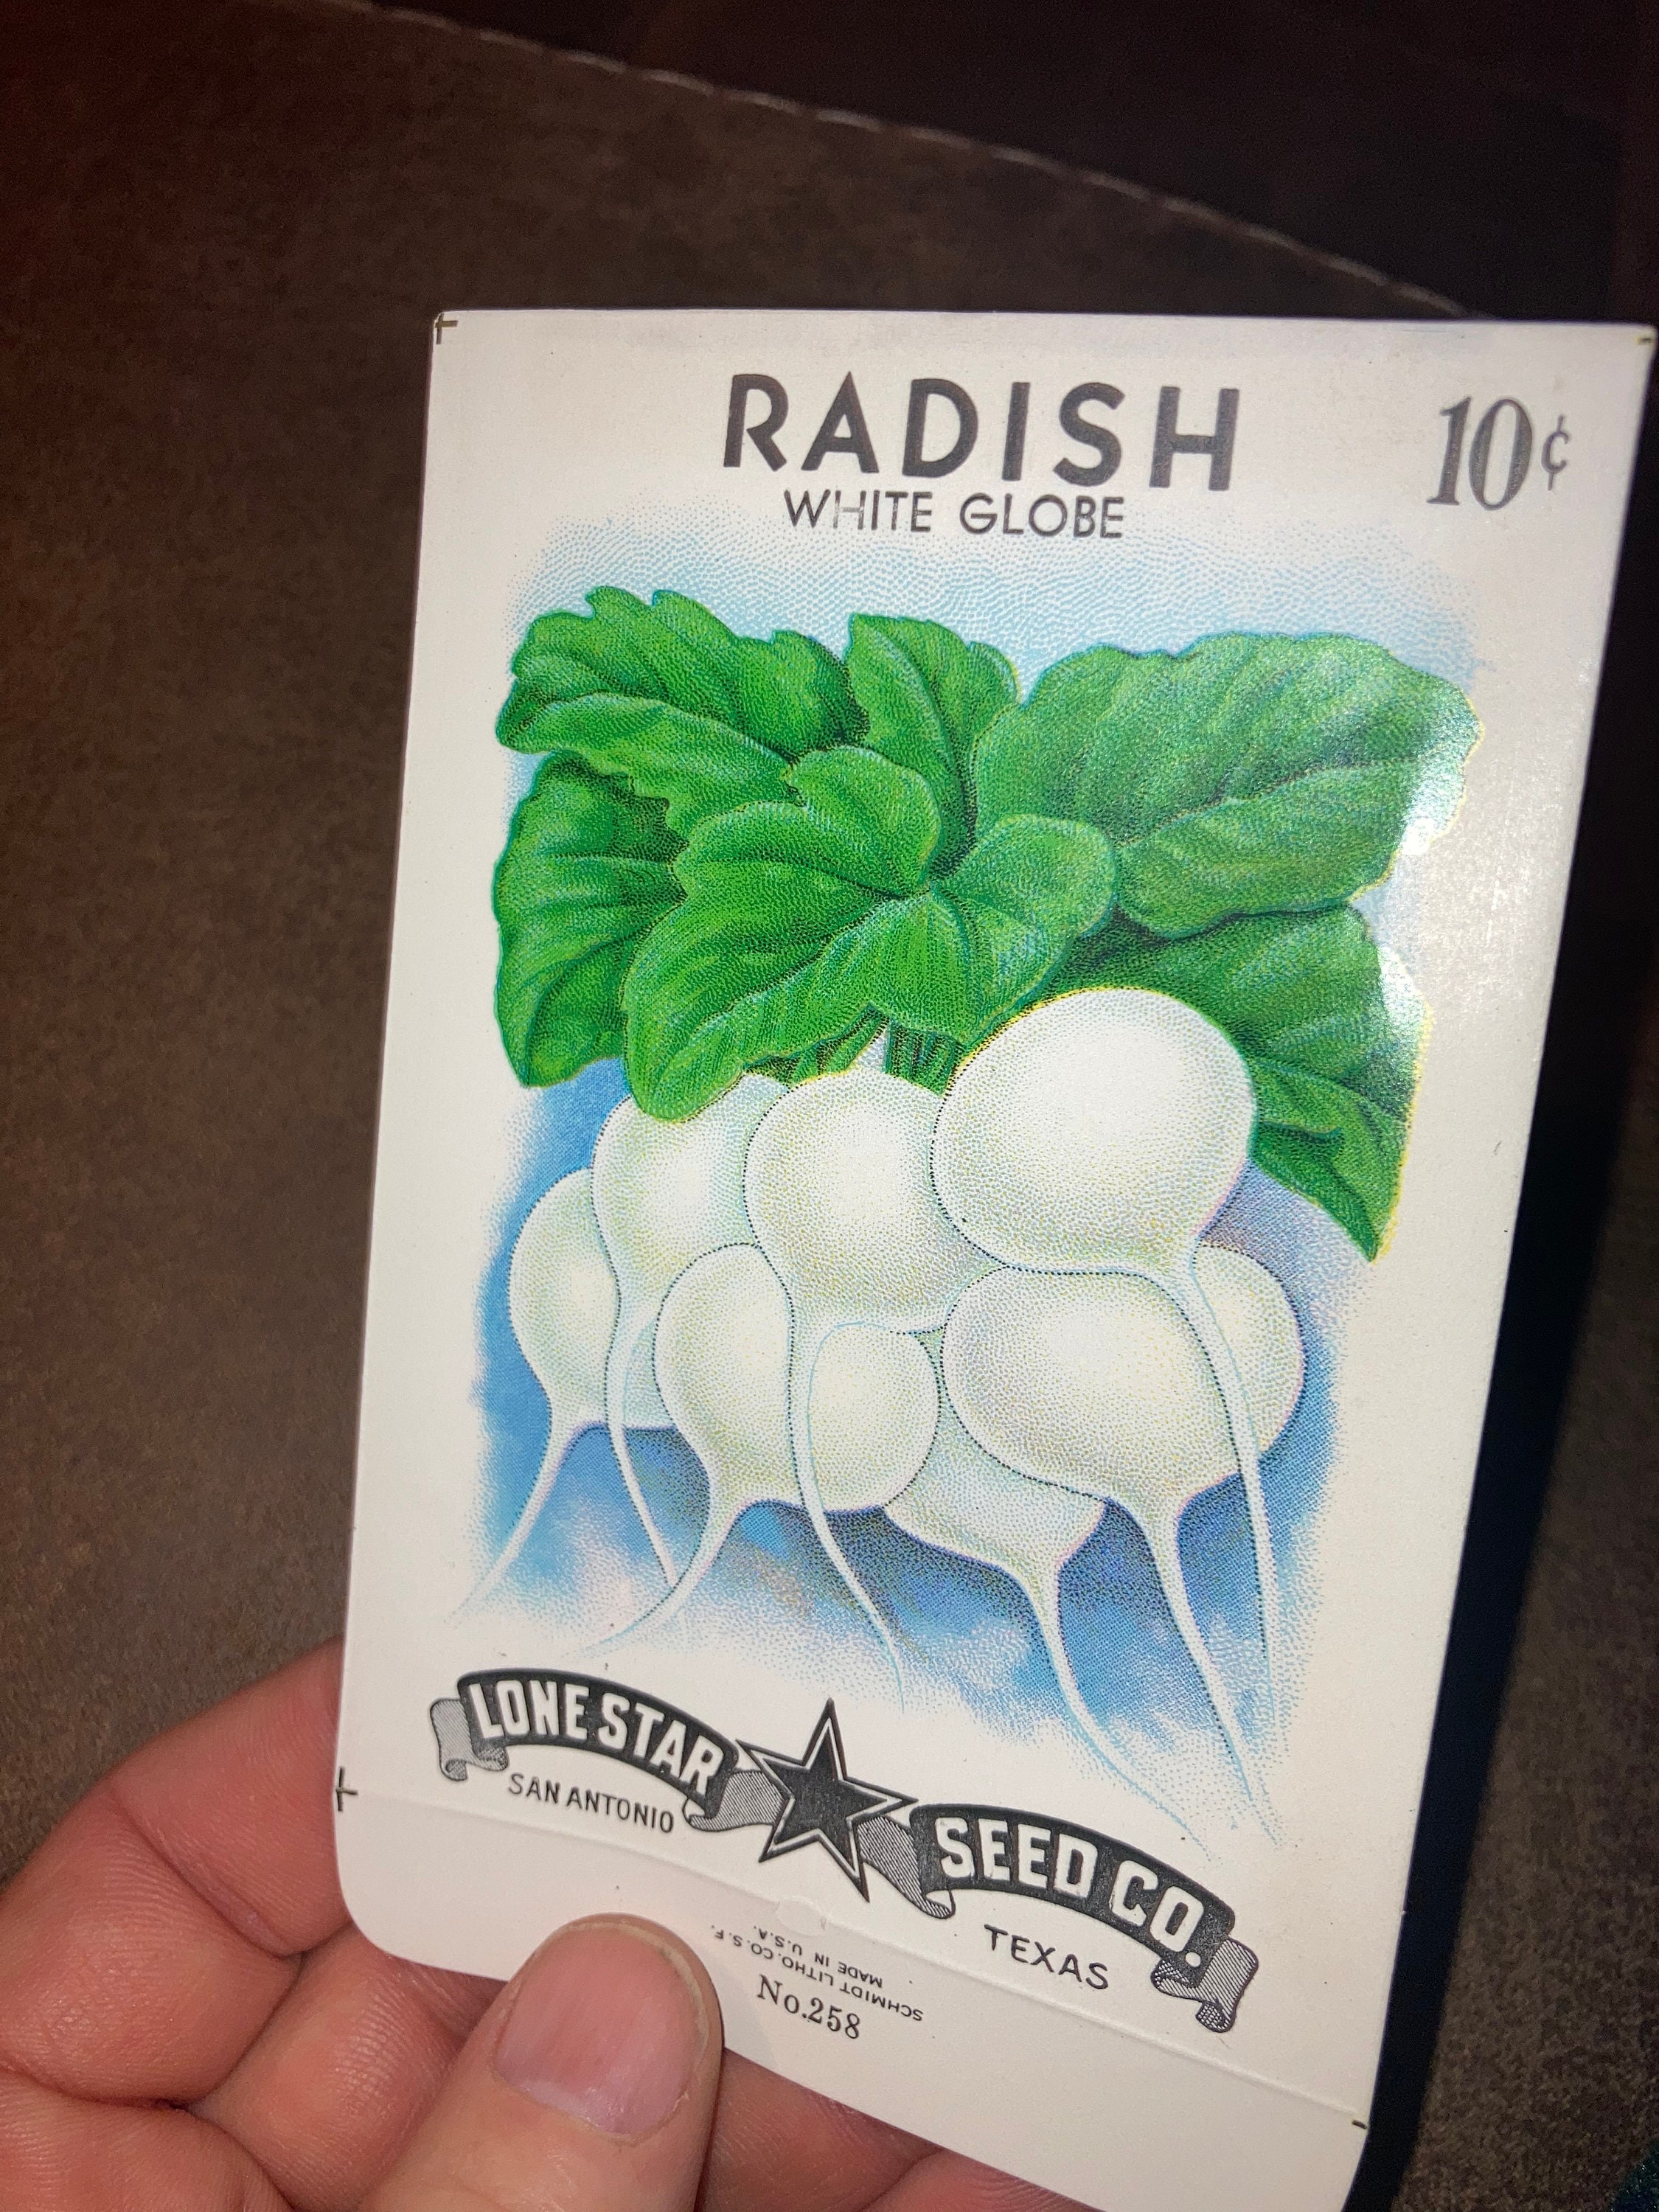 RADISH
10¢
WHITE GLOBE
LONE STAR
SEED CO.
SAN ANTONIO
TEXAS
SCHMIDT LITHO.CO.S.F.
MADE IN U.S.A.
No.258